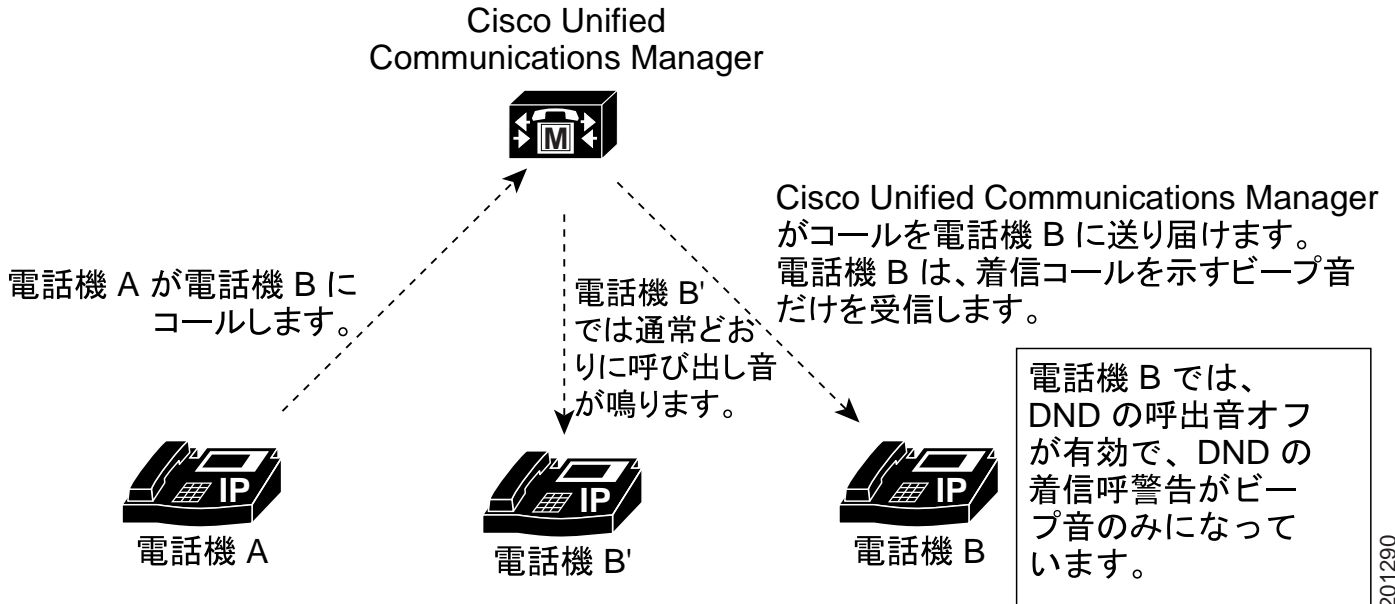 Cisco Unified
Communications Manager
M
Cisco Unified Communications Manager
がコールを電話機 B に送り届けます。
電話機 B は、着信コールを示すビープ音
だけを受信します。
電話機 A が電話機 B に
コールします。
電話機 B'
では通常どお
りに呼び出し音
が鳴ります。
電話機 B では、
DND の呼出音オフ
が有効で、DND の
着信呼警告がビー
プ音のみになって
います。
IP
IP
IP
電話機 A
電話機 B'
電話機 B
201290